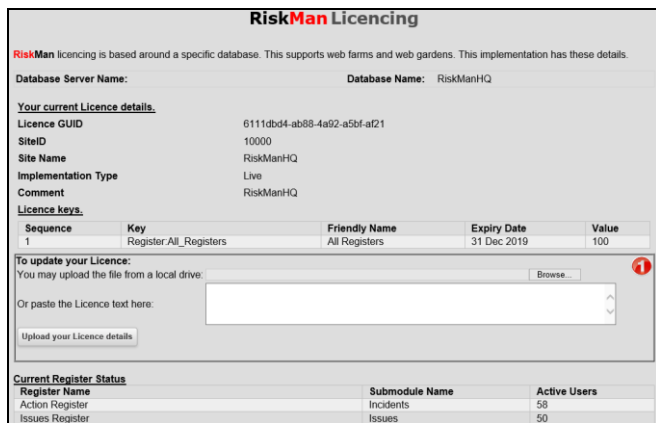 RiskMan Licencing
RiskMan licencing is based around a specific database. This supports web farms and web gardens. This implementation has these details.
Database Server Name: Database Name: RiskManHQ
Your current Licence details.
Licence GUID 6111dbd4-ab88-4a92-a5bf-af21
SiteID 10000
Site Name RiskManHQ
Implementation Type Live
Comment RiskManHQ
Licence keys.
Sequence Key Friendly Name Expiry Date Value
1 Register:All_Registers All Registers 31 Dec 2019 100
To update your Licence:
1
You may upload the file from a local drive: Browse...
Or paste the Licence text here:
Upload your Licence details
Current Register Status
Register Name Submodule Name Active Users
Action Register Incidents 58
Issues Register Issues 50